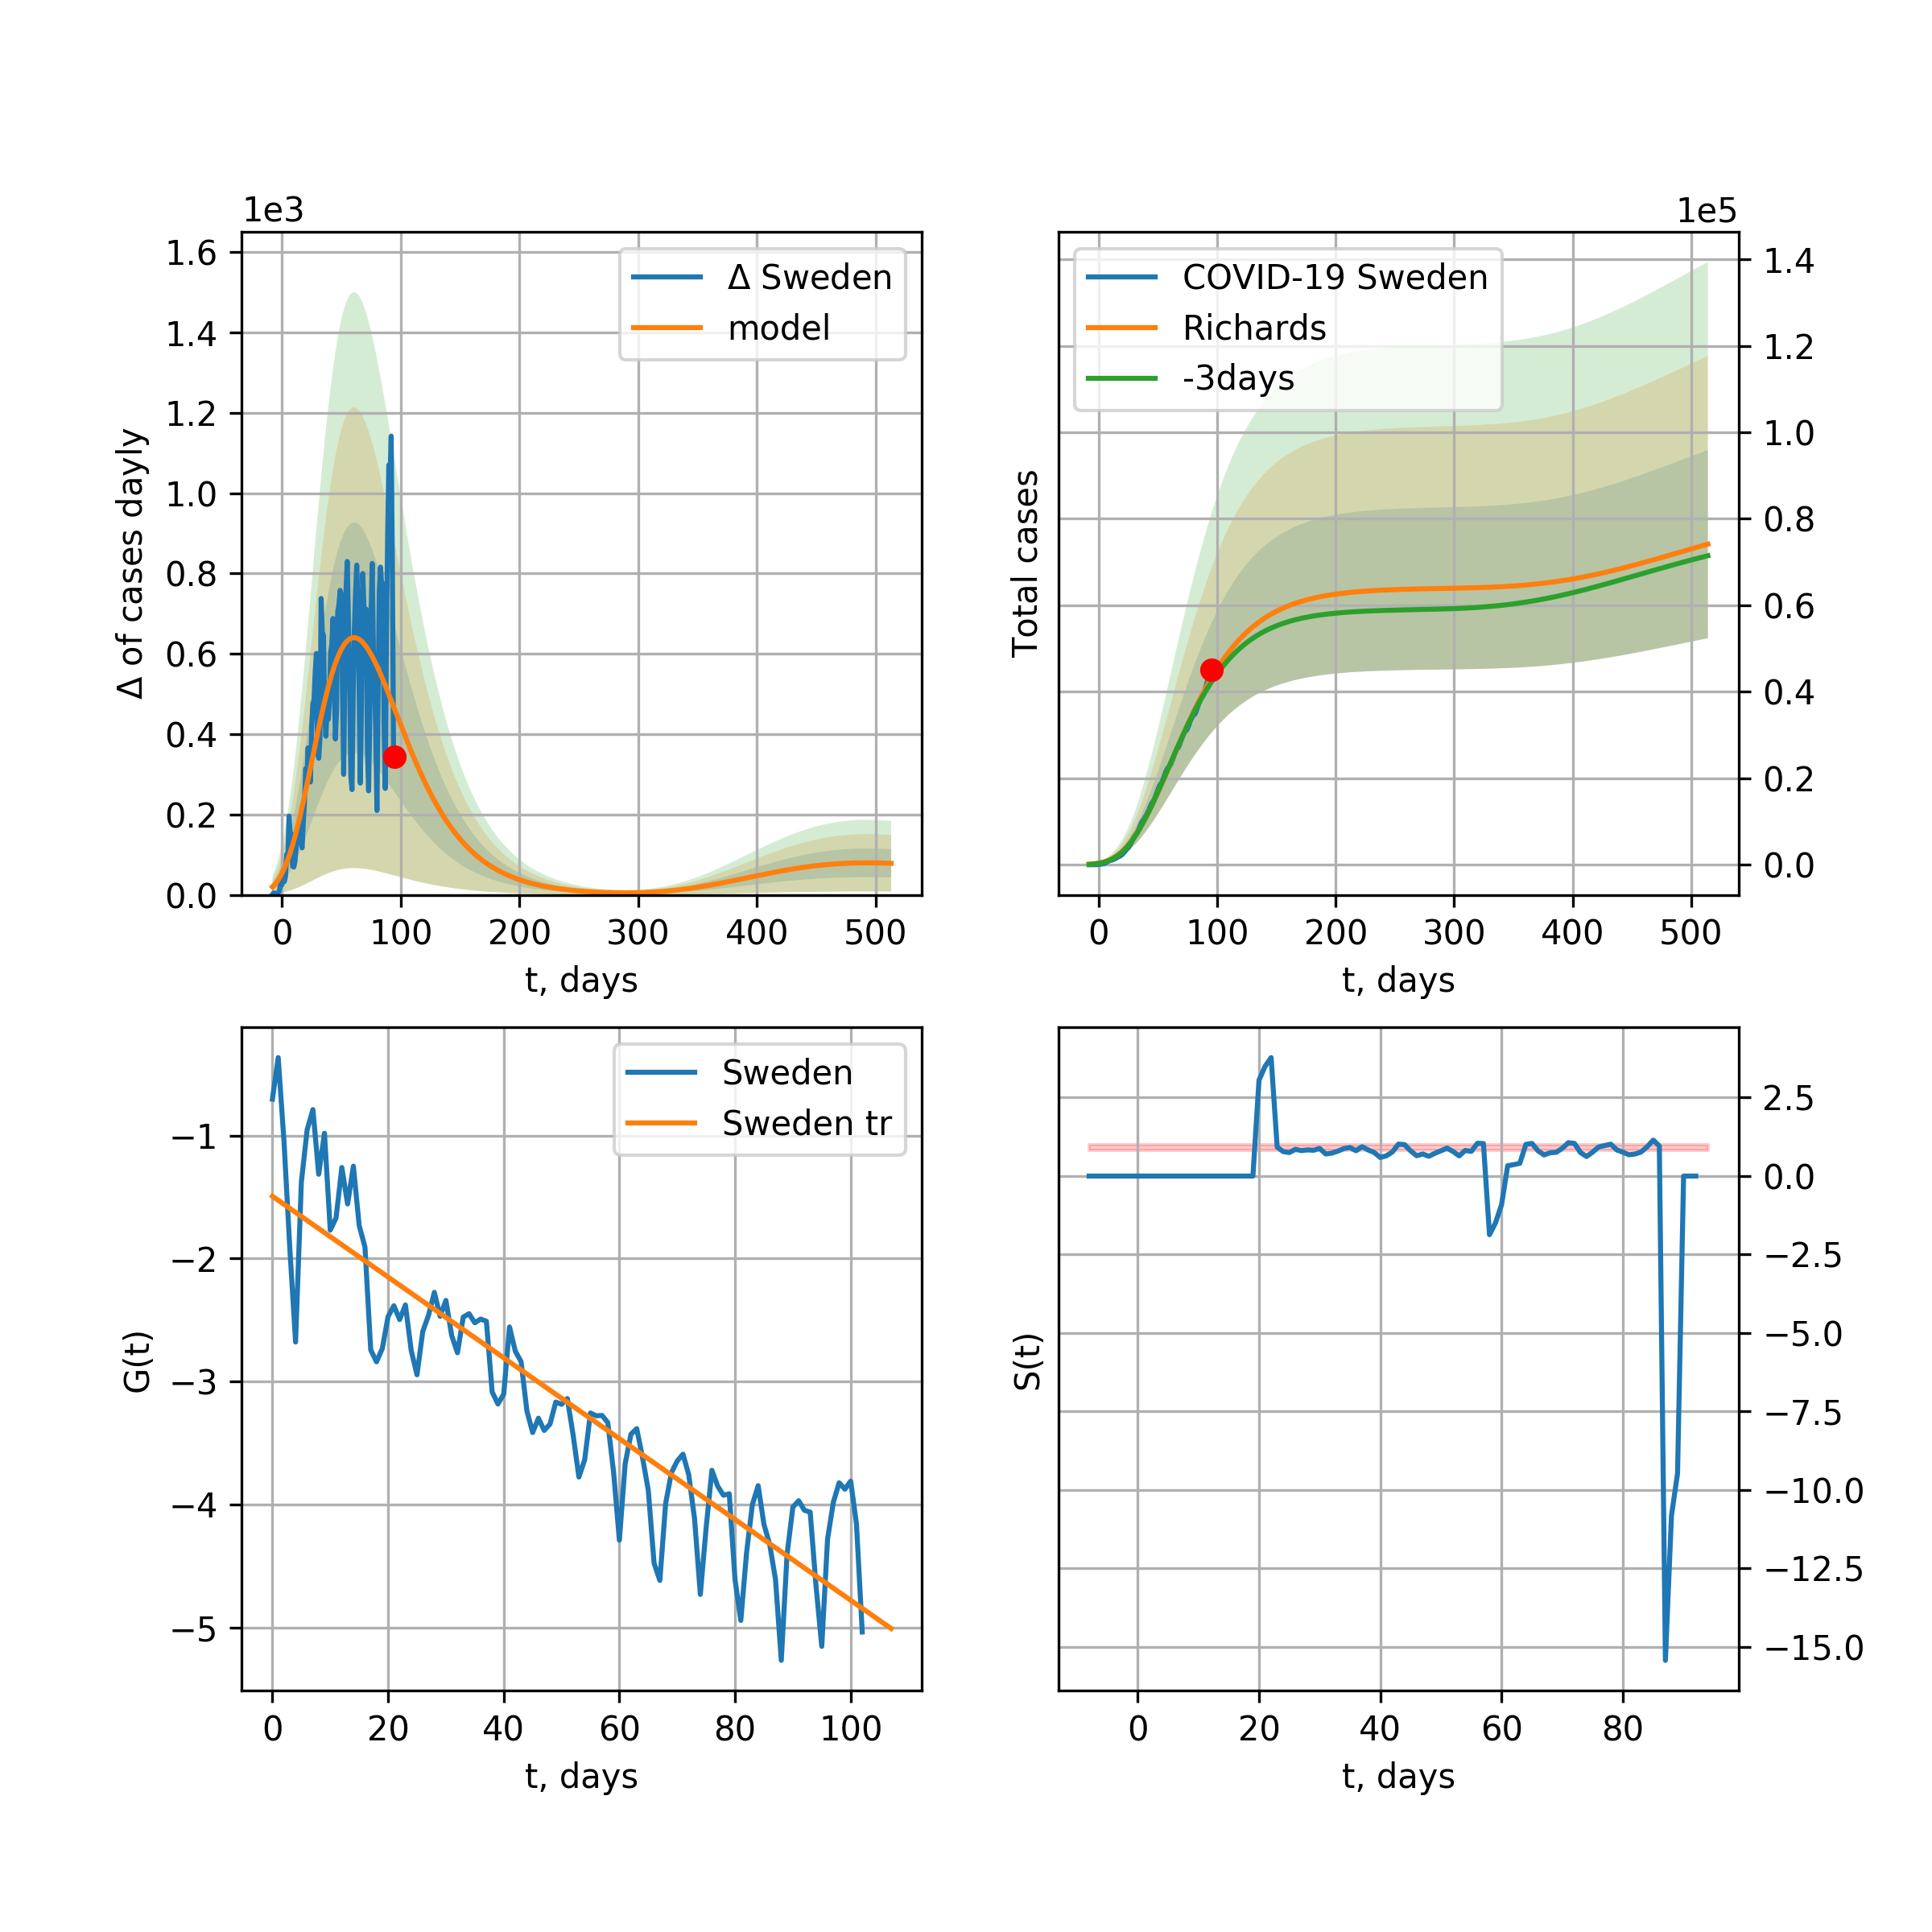 1e3
1.6
1.4
1.2
1.0
0.8
0.6
0.4
0.2
0.0
Δ of cases dayly
Δ Sweden
model
0 100 200 300 400 500
t, days
1e5
1.4
1.2
1.0
0.8
0.6
0.4
0.2
0.0
Total cases
COVID-19 Sweden
Richards
-3days
0 100 200 300 400 500
t, days
−1
−2
−3
−4
−5
G(t)
Sweden
Sweden tr
0 20 40 60 80 100
t, days
2.5
0.0
−2.5
−5.0
−7.5
−10.0
−12.5
−15.0
S(t)
0 20 40 60 80
t, days